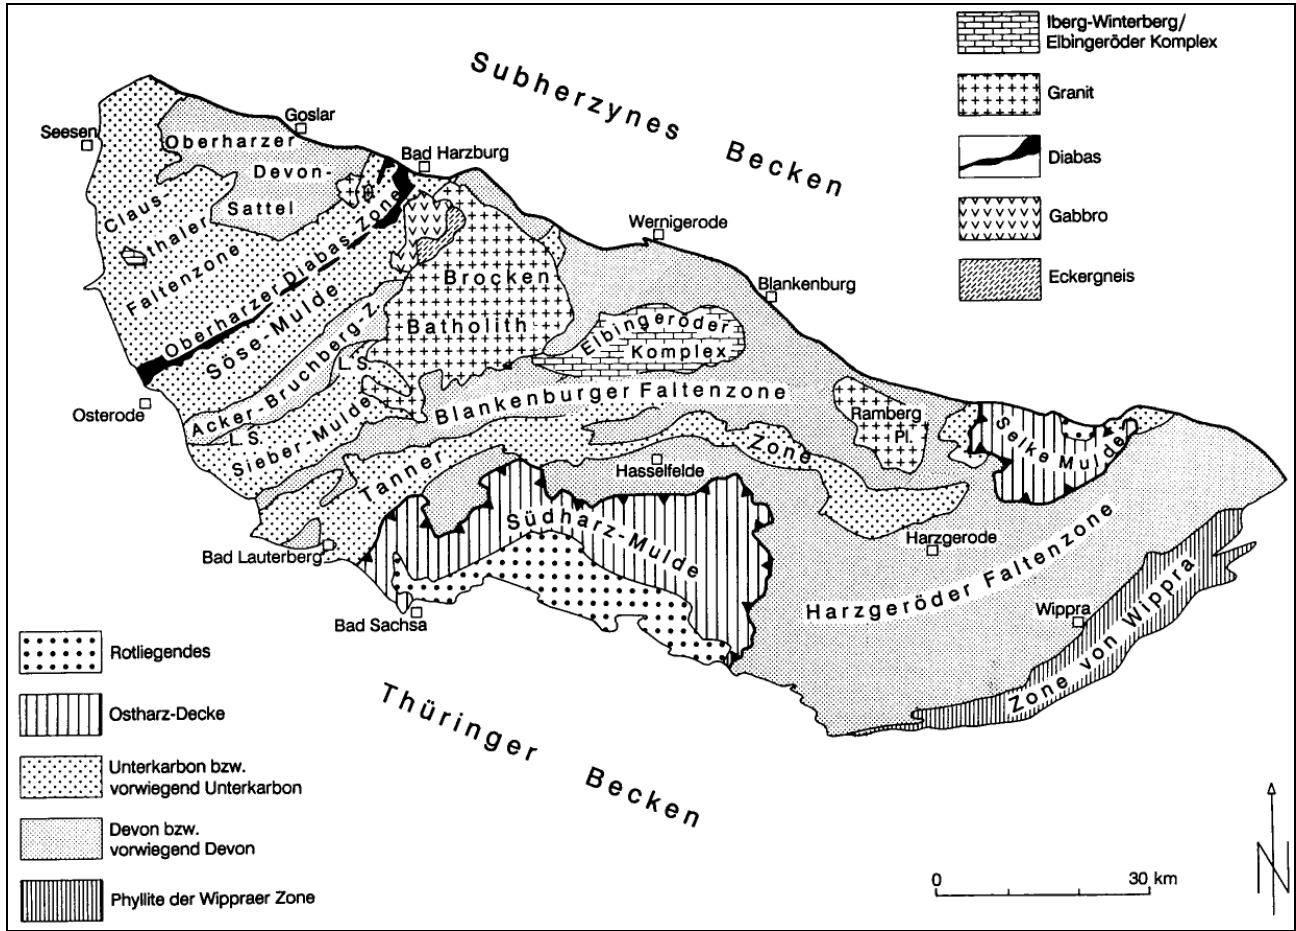 Iberg-Winterberg/
Elbingeröder Komplex
Granit
Diabas
Gabbro
Eckergneis
Subherzynes Becken
Seesen
Goslar
Bad Harzburg
Wernigerode
Blankenburg
Oberharzer
Devon-
Sattel
Claus-
thaler
Faltenzone
Oberharzer Diabas Zone
Söse-Mulde
Acker-Bruchberg-Z.
L.S.
L.S.
Sieber-Mulde
Brocken
Batholith
Elbingeröder
Komplex
Blankenburger Faltenzone
Tanner Zone
Ramberg
Pl.
Selke Mulde
Osterode
Hasselfelde
Südharz-Mulde
Bad Lauterberg
Bad Sachsa
Harzgerode
Harzgeröder Faltenzone
Wippra
Zone von Wippra
Thüringer Becken
Rotliegendes
Ostharz-Decke
Unterkarbon bzw.
vorwiegend Unterkarbon
Devon bzw.
vorwiegend Devon
Phyllite der Wippraer Zone
0 30 km
N